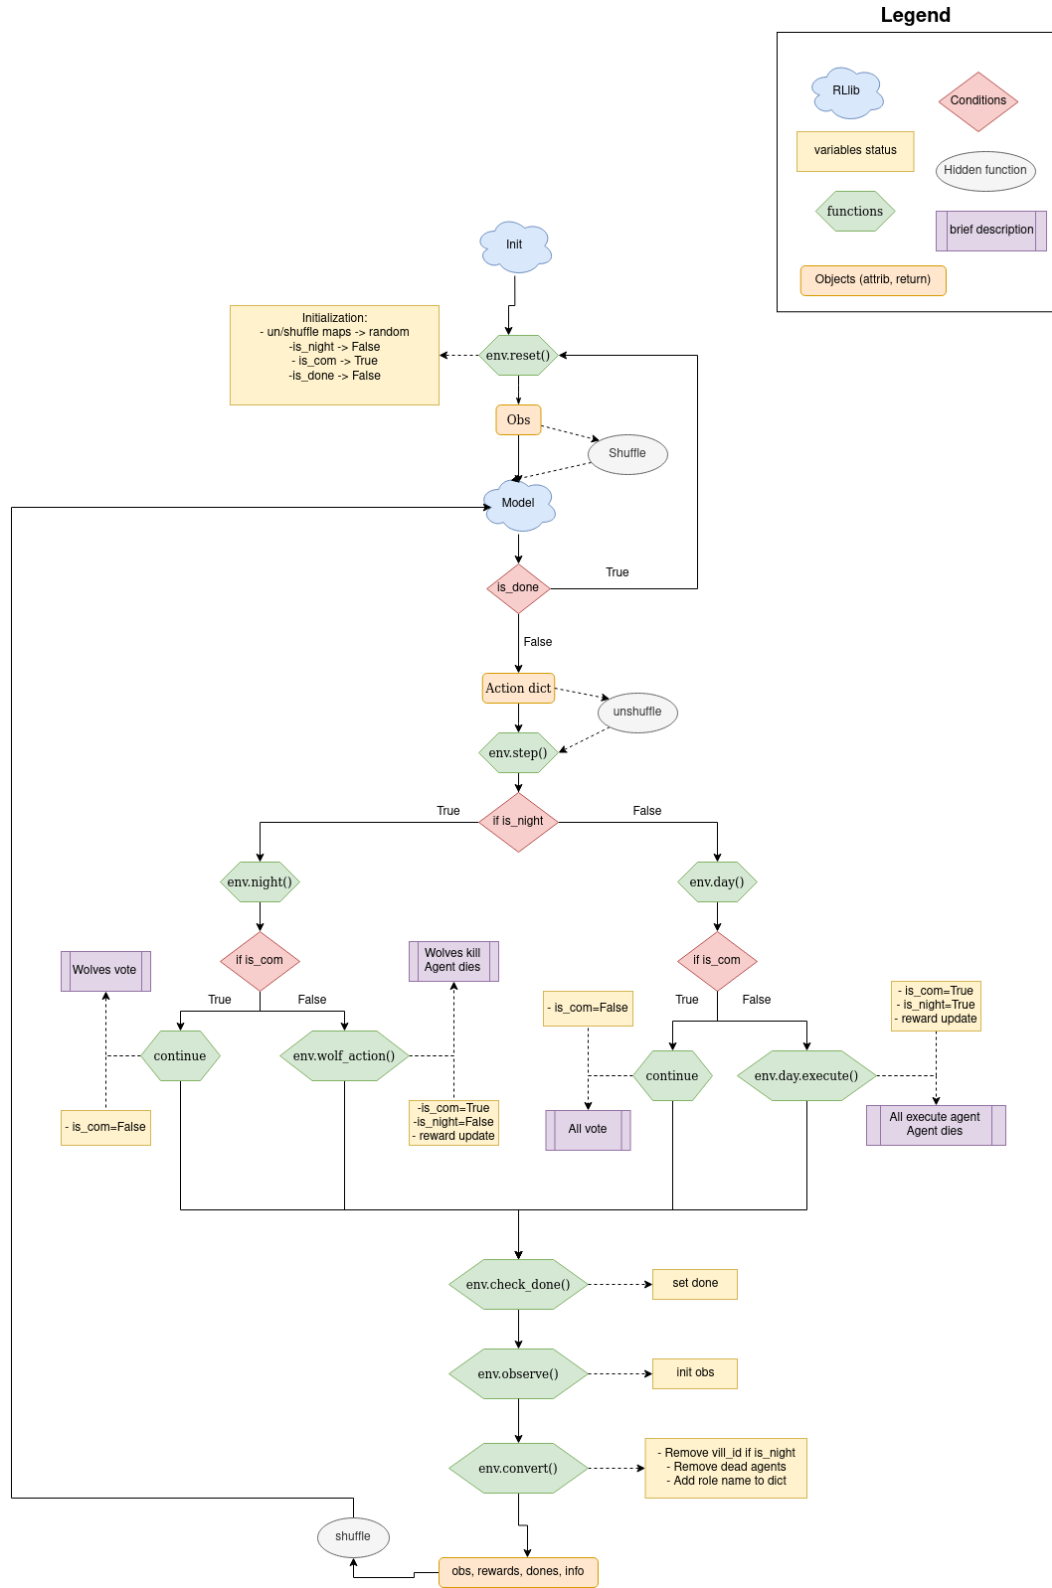 Legend
RLlib
Conditions
variables status
Hidden function
functions
brief description
Objects (attrib, return)
Init
Initialization:
- un/shuffle maps -> random
-is_night -> False
- is_com -> True
-is_done -> False
env.reset()
Obs
Shuffle
Model
is_done
True
False
Action dict
unshuffle
env.step()
if is_night
True
False
env.night()
env.day()
if is_com
if is_com
Wolves vote
Wolves kill
Agent dies
True
False
True
False
- is_com=False
- is_com=True
- is_night=True
- reward update
continue
env.wolf_action()
continue
env.day.execute()
- is_com=False
-is_com=True
-is_night=False
- reward update
All vote
All execute agent
Agent dies
env.check_done()
set done
env.observe()
init obs
env.convert()
- Remove vill_id if is_night
- Remove dead agents
- Add role name to dict
shuffle
obs, rewards, dones, info